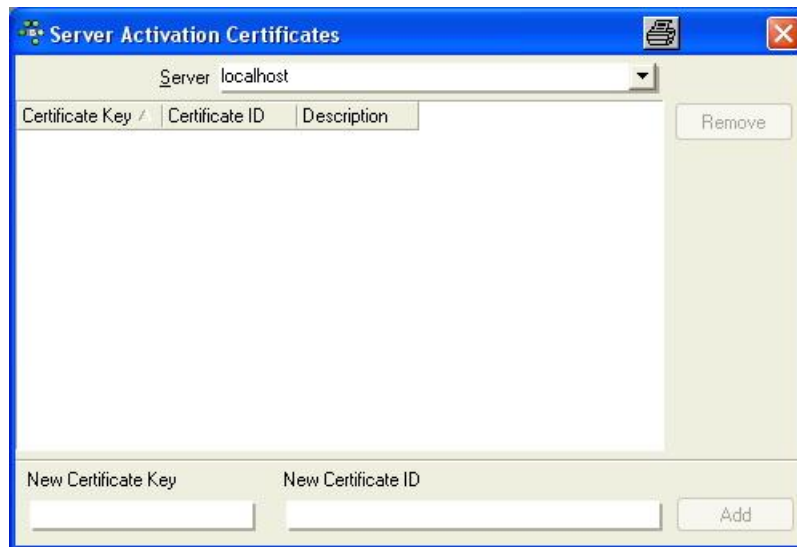 Server Activation Certificates
Server localhost
Certificate Key Certificate ID Description
Remove
New Certificate Key New Certificate ID
Add